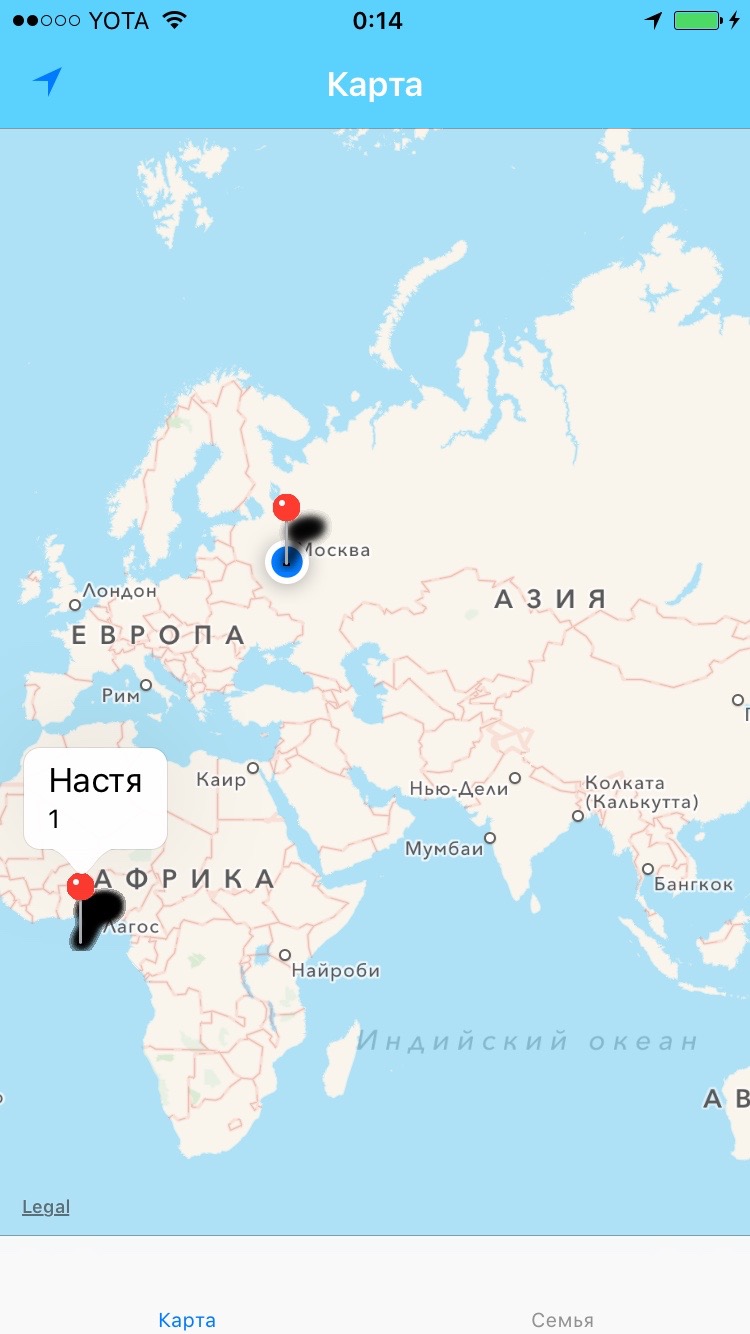 YOTA 0:14
Карта
Москва
Лондон
АЗИЯ
ЕВРОПА
Рим
Каир
Настя
1
Нью-Дели
Колката
(Калькутта)
Мумбаи
АФРИКА
Бангкок
Лагос
Найроби
Индийский океан
АВ
Legal
Карта Семья